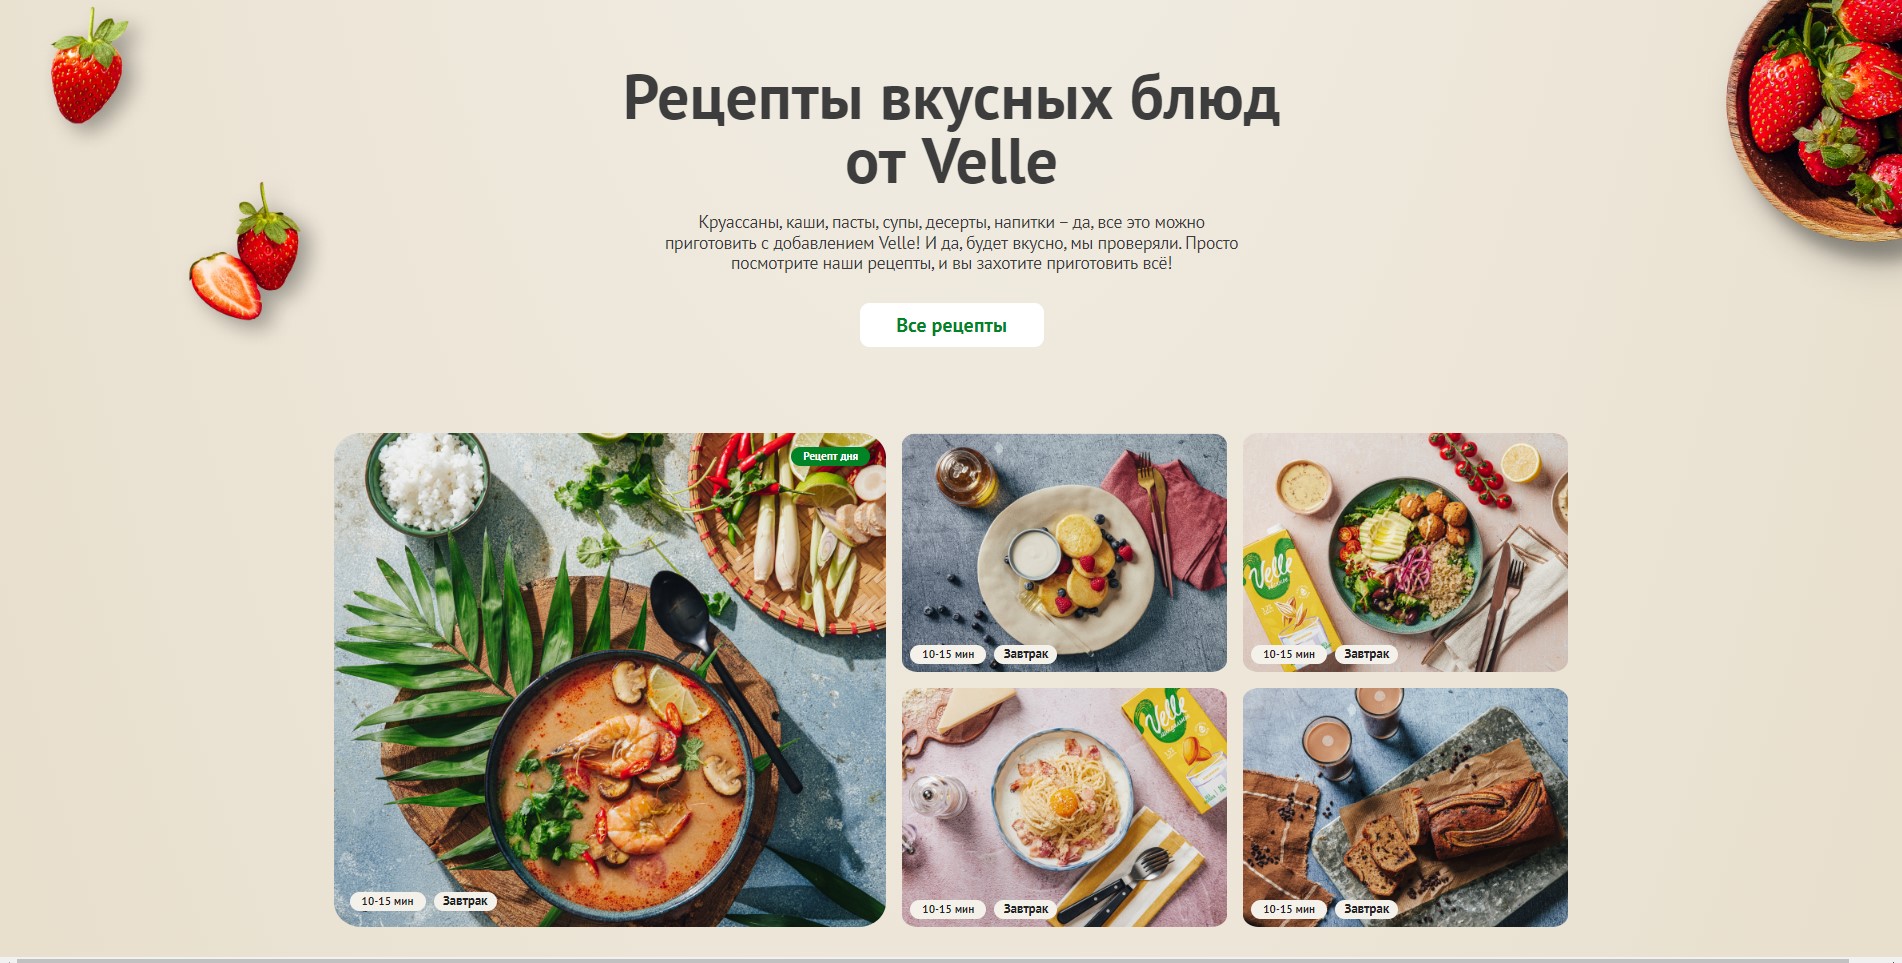 Рецепты вкусных блюд
от Velle
Круассаны, каши, пасты, супы, десерты, напитки – да, все это можно
приготовить с добавлением Velle! И да, будет вкусно, мы проверяли. Просто
посмотрите наши рецепты, и вы захотите приготовить всё!
Все рецепты
Рецепт дня
10-15 мин Завтрак
10-15 мин Завтрак
Velle
10-15 мин Завтрак
Velle
10-15 мин Завтрак
10-15 мин Завтрак